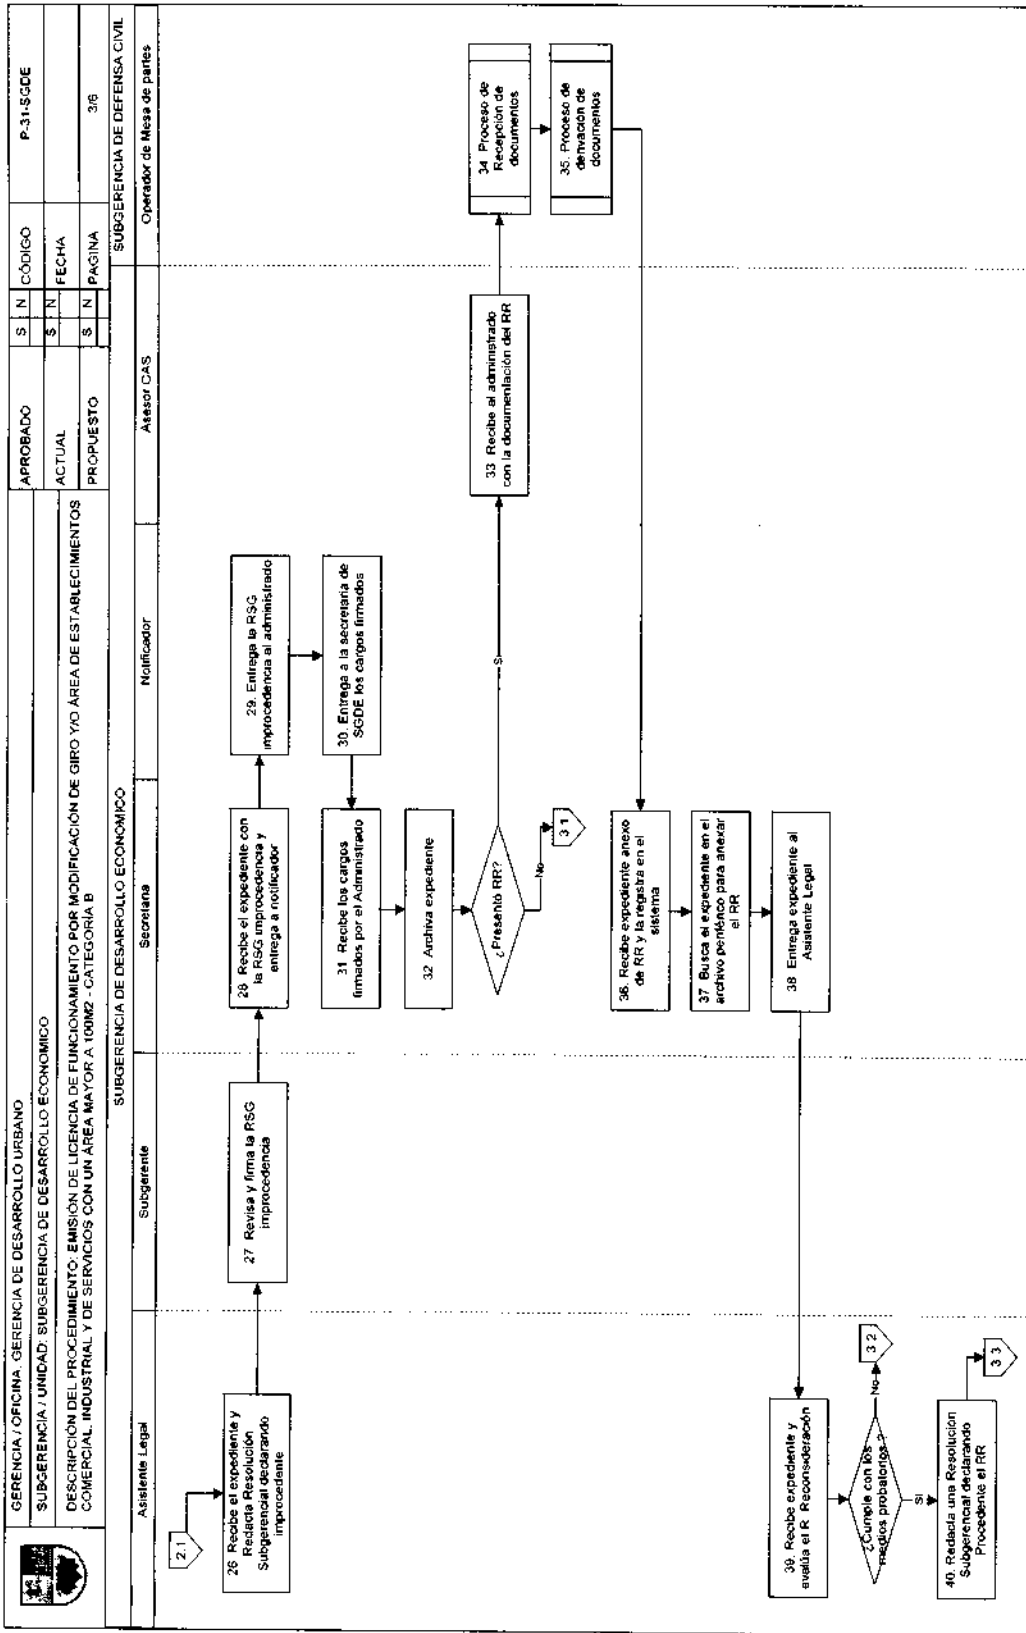 GERENCIA / OFICINA. GERENCIA DE DESARROLLO URBANO
SUBGERENCIA / UNIDAD: SUBGERENCIA DE DESARROLLO ECONOMICO
DESCRIPCIÓN DEL PROCEDIMIENTO: EMISIÓN DE LICENCIA DE FUNCIONAMIENTO POR MODIFICACIÓN DE GIRO Y/O ÁREA DE ESTABLECIMIENTOS
COMERCIAL, INDUSTRIAL Y DE SERVICIOS CON UN ÁREA MAYOR A 100M2 - CATEGORÍA B
APROBADO S N CÓDIGO P-31-SGDE
ACTUAL S N FECHA
PROPUESTO S N PAGINA 3/6
SUBGERENCIA DE DESARROLLO ECONOMICO
SUBGERENCIA DE DEFENSA CIVIL
Asistente Legal
Subgerente
Secretaria
Notificador
Asesor CAS
Operador de Mesa de partes
2.1
26 Recibe el expediente y
Redacta Resolución
Subgerencial declarando
improcedente
27 Revisa y firma la RSG
improcedencia
28 Recibe el expediente con
la RSG improcedencia y
entrega a notificador
29. Entrega la RSG
improcedencia al administrado
30. Entrega a la secretaria de
SGDE los cargos firmados
31 Recibe los cargos
firmados por el Administrado
32 Archiva expediente
¿Presentó RR?
No
3 1
S
33 Recibe al administrado
con la documentación del RR
34 Proceso de
Recepción de
documentos
35. Proceso de
derivación de
documentos
36. Recibe expediente anexo
de RR y la registra en el
sistema
37 Busca el expediente en el
archivo periférico para anexar
el RR
38 Entrega expediente al
Asistente Legal
39. Recibe expediente y
evalúa el R Reconsideración
¿Cumple con los
medios probatorios?
No
3 2
SI
40. Redacta una Resolución
Subgerencial declarando
Procedente el RR
3 3